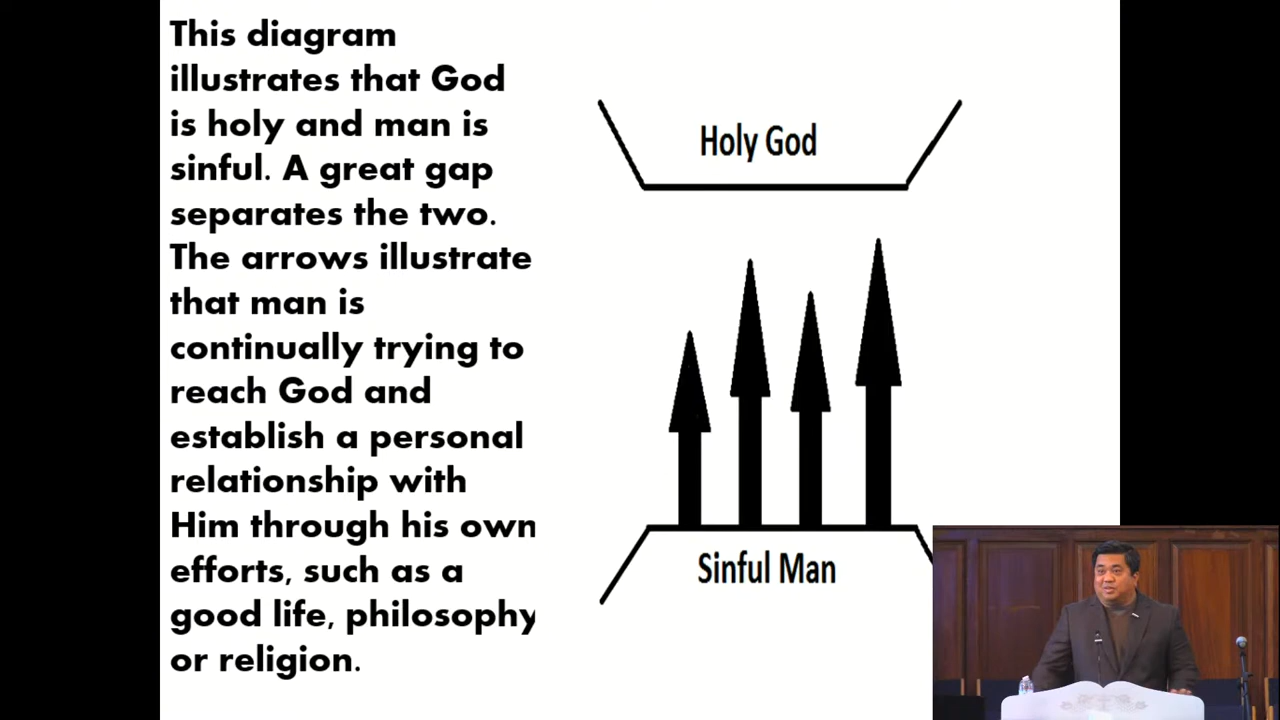 This diagram
illustrates that God
is holy and man is
sinful. A great gap
separates the two.
The arrows illustrate
that man is
continually trying to
reach God and
establish a personal
relationship with
Him through his own
efforts, such as a
good life, philosophy
or religion.
Holy God
Sinful Man